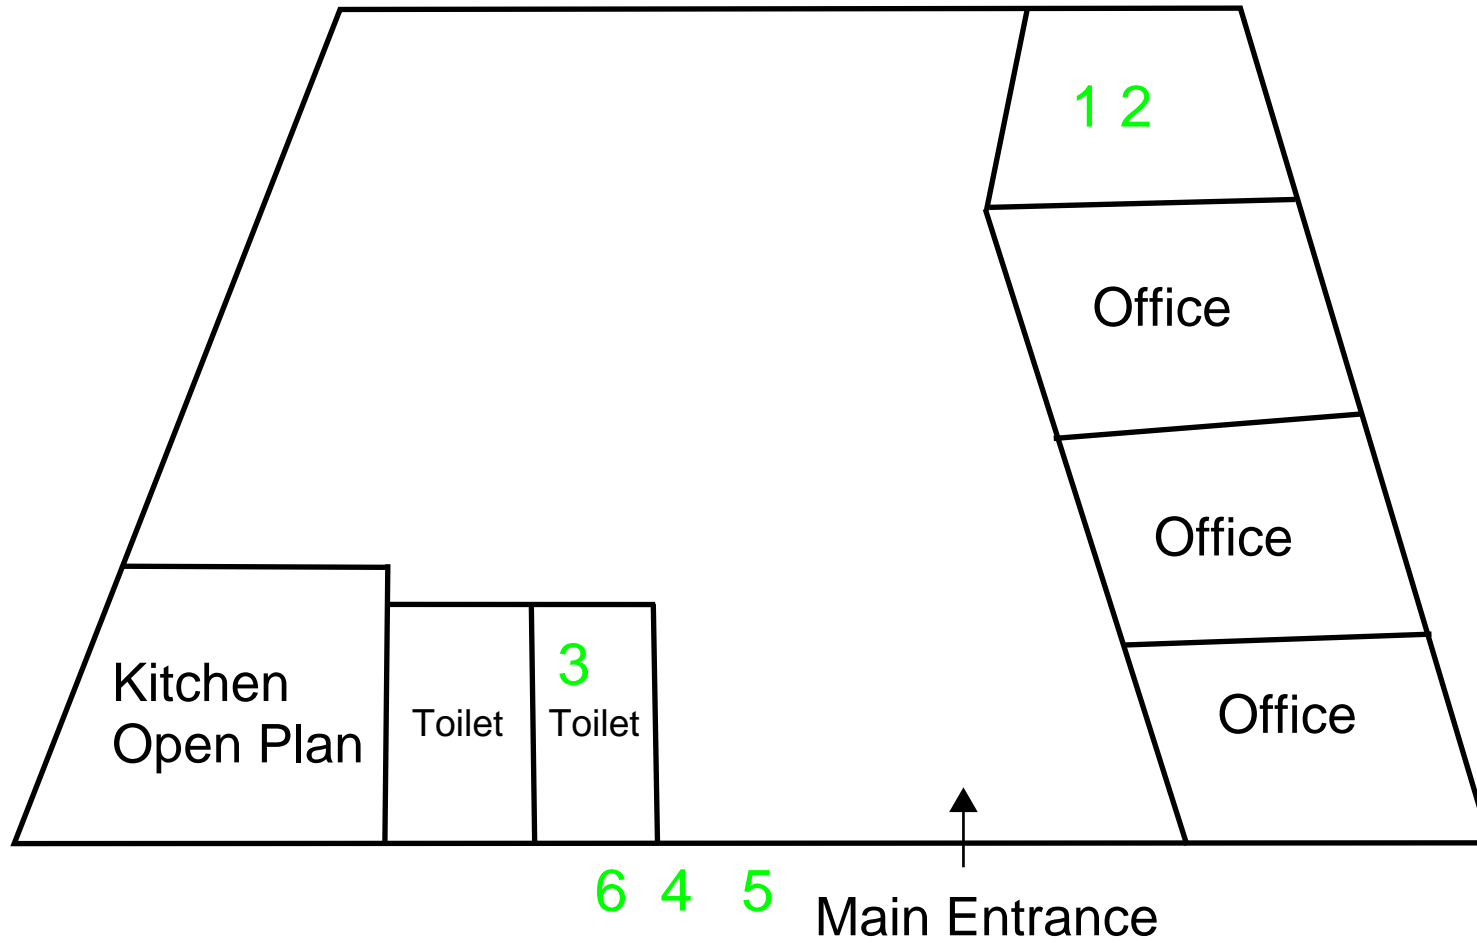 1 2
Office
Office
3
Kitchen
Open Plan
Toilet
Toilet
Office
6 4 5
Main Entrance